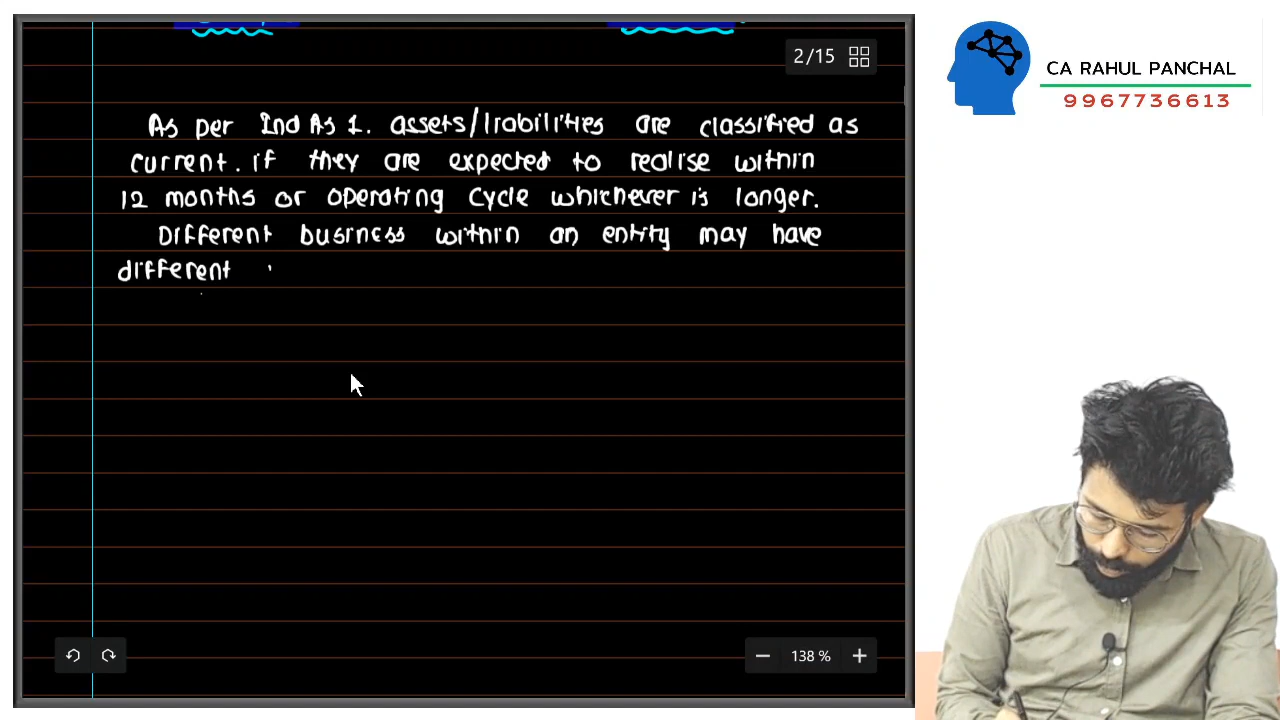 2/15
CA RAHUL PANCHAL
9967736613
As per Ind As 1. assets/liabilities are classified as
current. if they are expected to realise within
12 months or operating cycle whichever is longer.
Different business within an entity may have
different
138 %